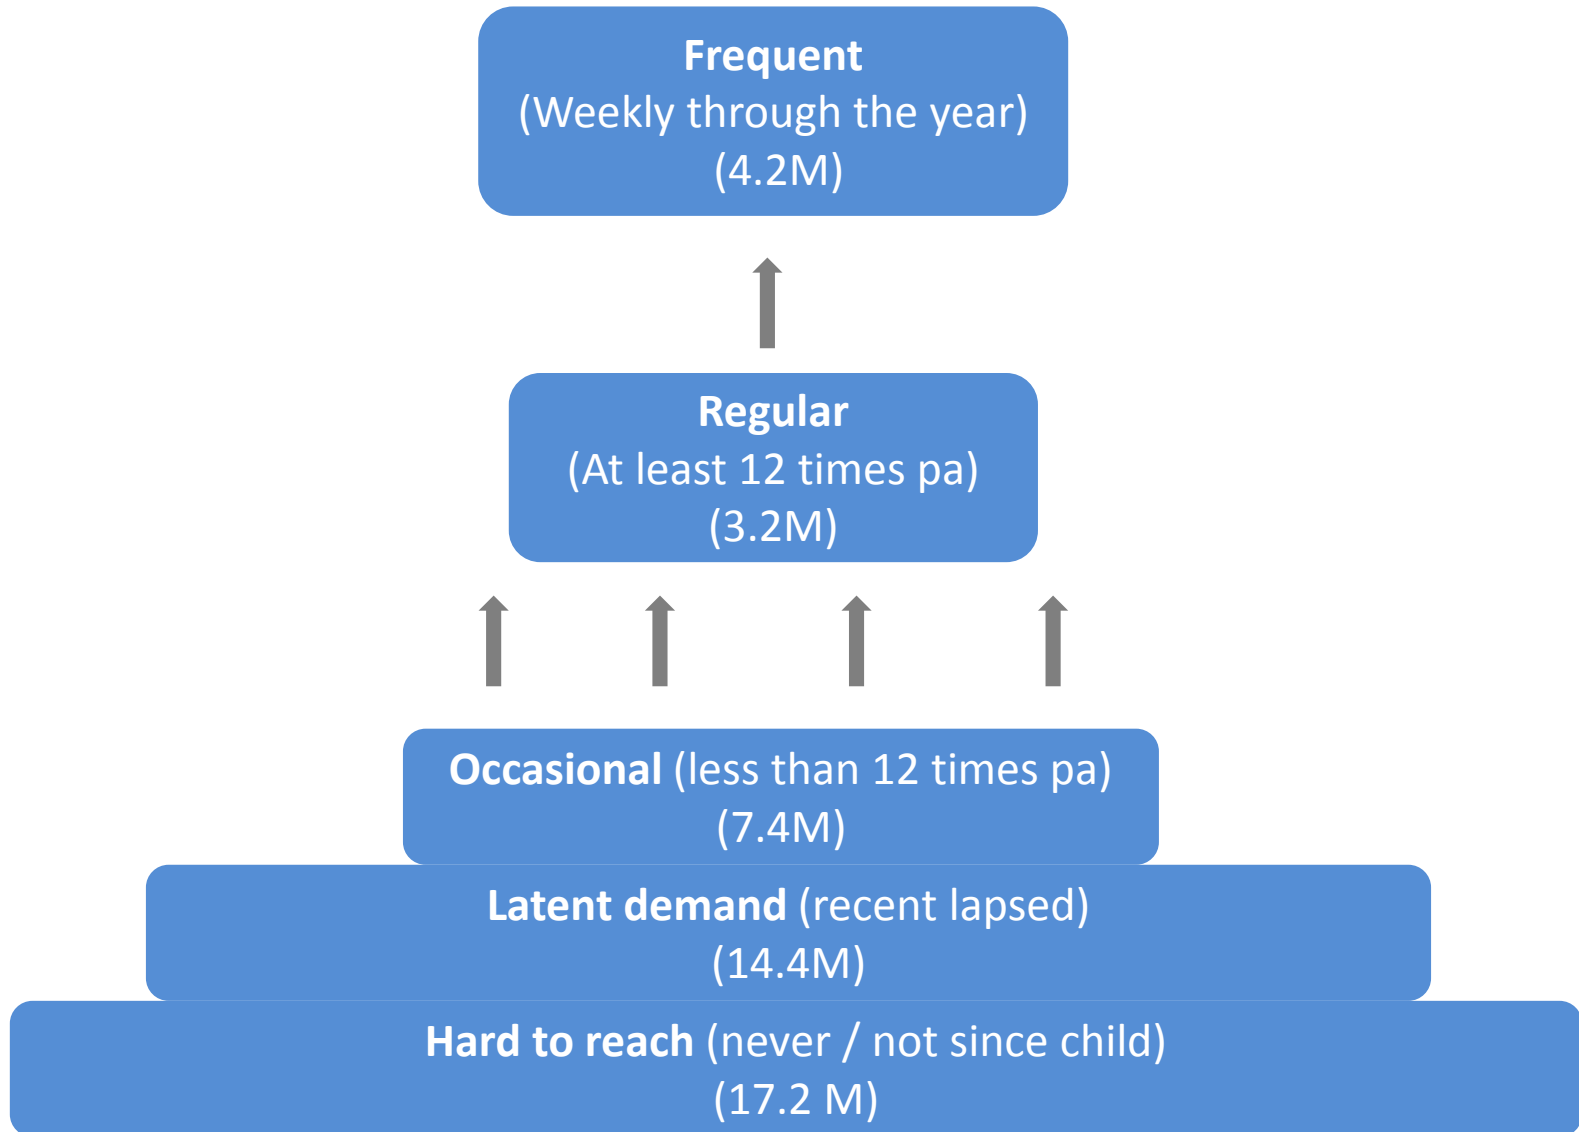 Frequent
(Weekly through the year)
(4.2M)
Regular
(At least 12 times pa)
(3.2M)
Occasional (less than 12 times pa)
(7.4M)
Latent demand (recent lapsed)
(14.4M)
Hard to reach (never / not since child)
(17.2 M)